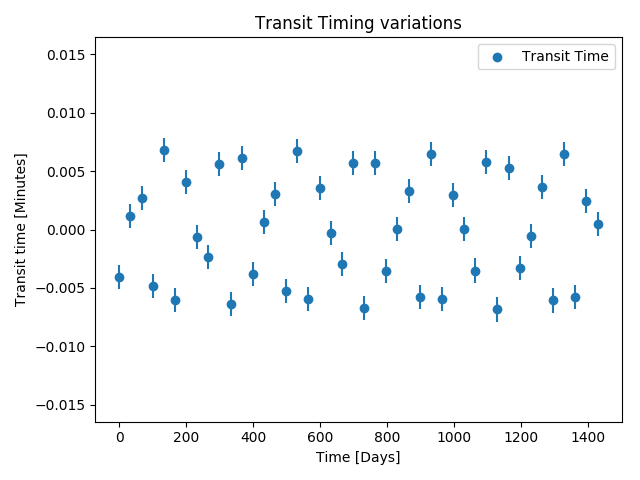 Transit Timing variations
Transit Time
0.015
0.010
0.005
0.000
−0.005
−0.010
−0.015
Transit time [Minutes]
0 200 400 600 800 1000 1200 1400
Time [Days]